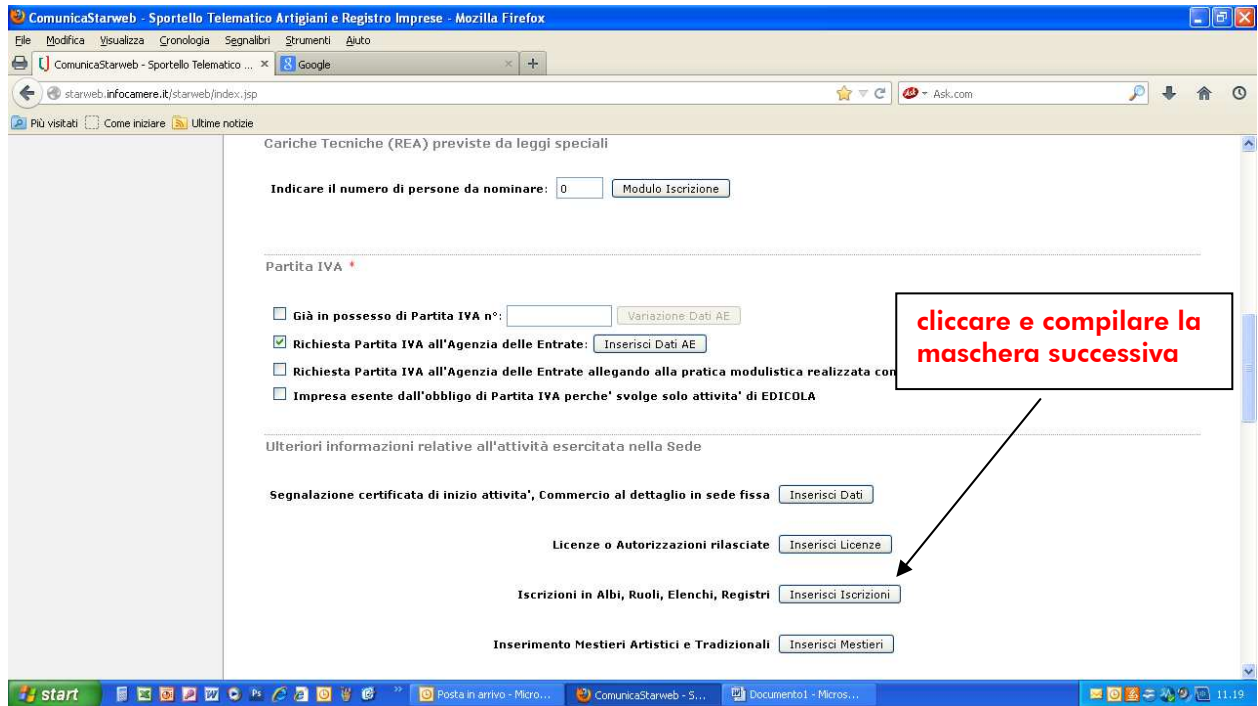 ComunicaStarweb - Sportello Telematico Artigiani e Registro Imprese - Mozilla Firefox
File Modifica Visualizza Cronologia Segnalibri Strumenti Aiuto
ComunicaStarweb - Sportello Telematico ... × Google × +
starweb.infocamere.it/starweb/index.jsp Ask.com
Più visitati Come iniziare Ultime notizie
Cariche Tecniche (REA) previste da leggi speciali
Indicare il numero di persone da nominare: 0 Modulo Iscrizione
Partita IVA *
Già in possesso di Partita IVA n°: Variazione Dati AE
Richiesta Partita IVA all'Agenzia delle Entrate: Inserisci Dati AE
Richiesta Partita IVA all'Agenzia delle Entrate allegando alla pratica modulistica realizzata con
Impresa esente dall'obbligo di Partita IVA perche' svolge solo attivita' di EDICOLA
cliccare e compilare la
maschera successiva
Ulteriori informazioni relative all'attività esercitata nella Sede
Segnalazione certificata di inizio attivita', Commercio al dettaglio in sede fissa Inserisci Dati
Licenze o Autorizzazioni rilasciate Inserisci Licenze
Iscrizioni in Albi, Ruoli, Elenchi, Registri Inserisci Iscrizioni
Inserimento Mestieri Artistici e Tradizionali Inserisci Mestieri
start Posta in arrivo - Micro... ComunicaStarweb - S... Documento1 - Micros... 11.19